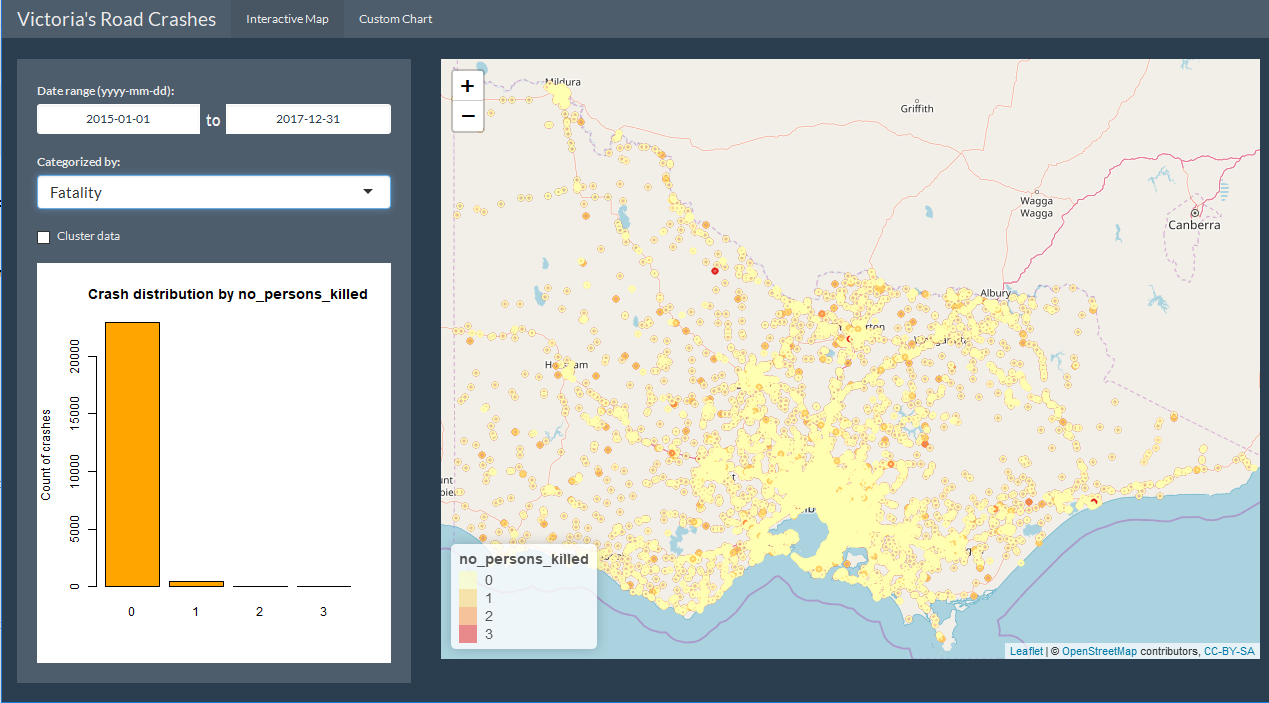 Victoria's Road Crashes
Interactive Map
Custom Chart
Date range (yyyy-mm-dd):
2015-01-01 to 2017-12-31
Categorized by:
Fatality
Cluster data
Crash distribution by no_persons_killed
Count of crashes
20000
15000
10000
5000
0
0 1 2 3
+
−
Mildura
Griffith
Wagga
Wagga
Canberra
Albury
no_persons_killed
0
1
2
3
Leaflet | © OpenStreetMap contributors, CC-BY-SA